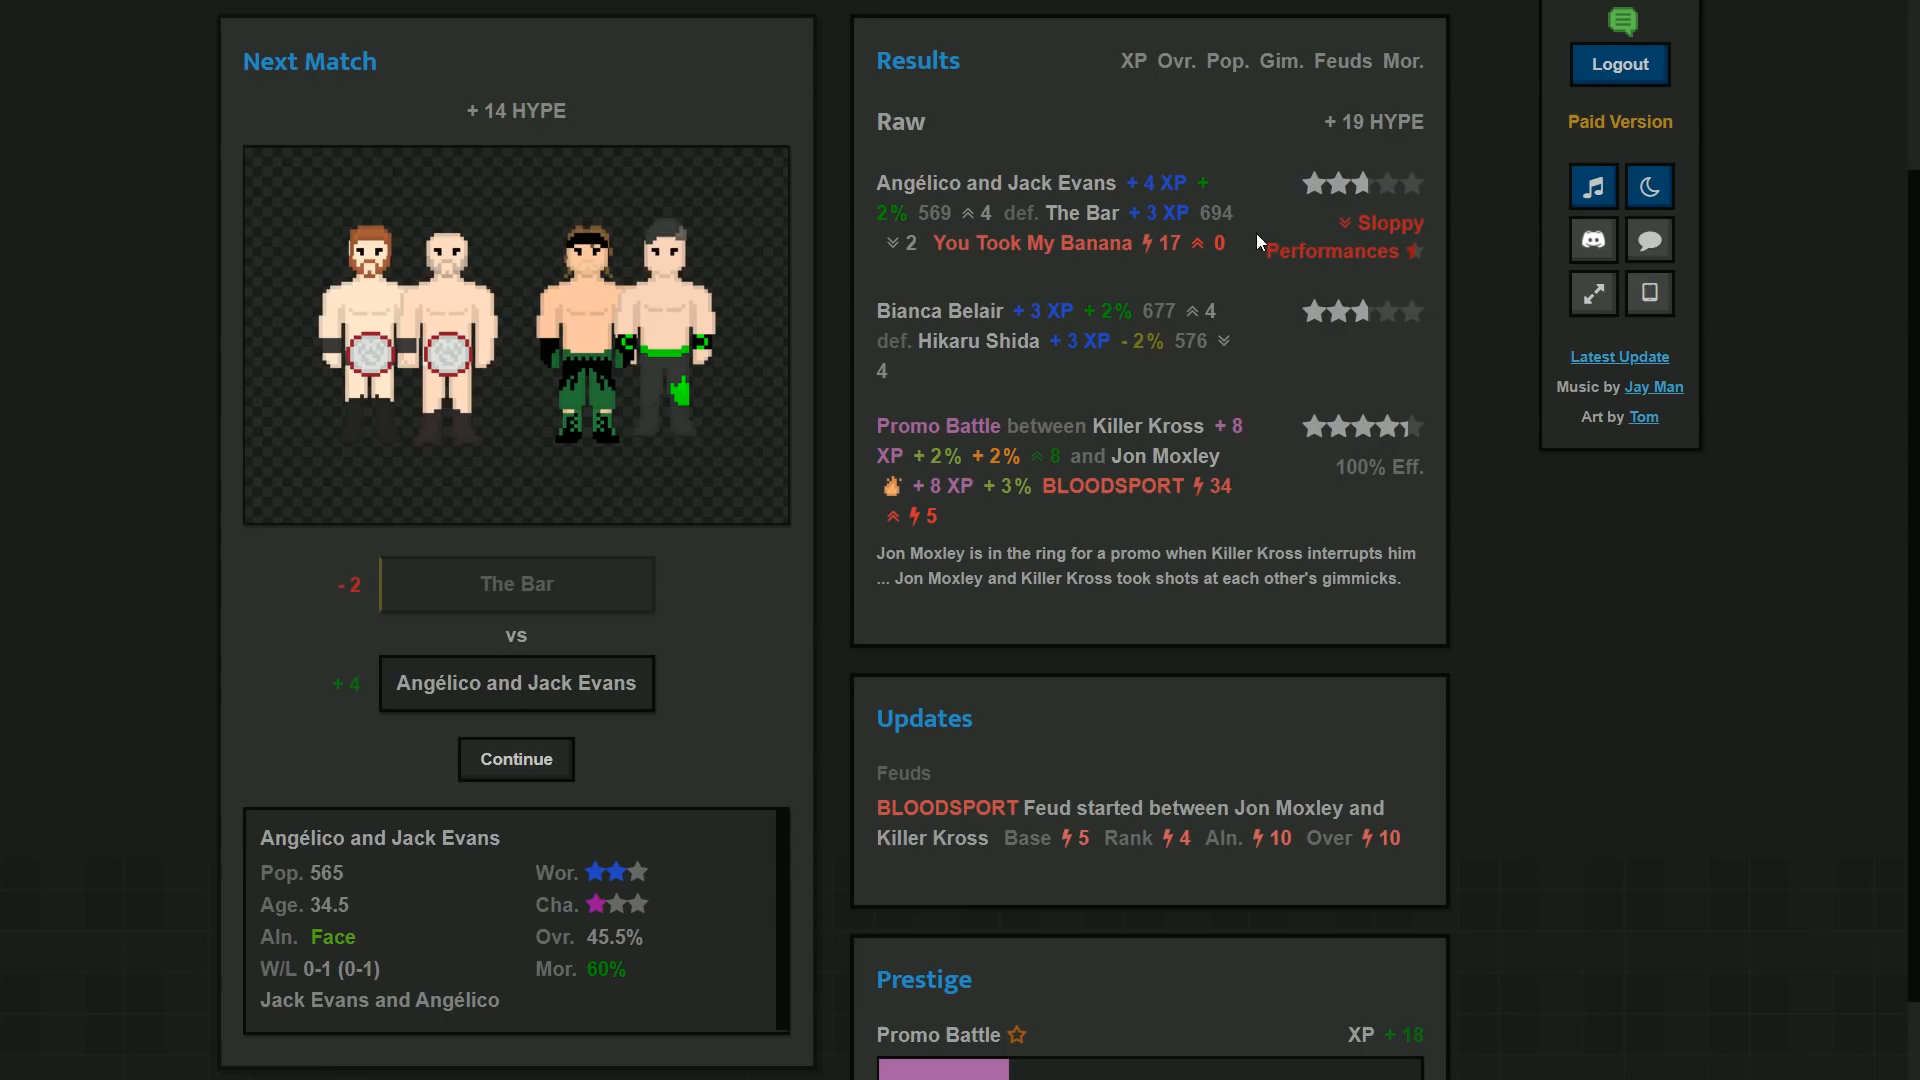 Next Match
+ 14 HYPE
- 2
The Bar
vs
+ 4
Angélico and Jack Evans
Continue
Angélico and Jack Evans
Pop. 565
Wor.
Age. 34.5
Cha.
Aln. Face
Ovr. 45.5%
W/L 0-1 (0-1)
Mor. 60%
Jack Evans and Angélico
Results
XP Ovr. Pop. Gim. Feuds Mor.
Raw
+ 19 HYPE
Angélico and Jack Evans + 4 XP +
2% 569 4 def. The Bar + 3 XP 694
2 You Took My Banana 17 0
Sloppy
Performances
Bianca Belair + 3 XP + 2% 677 4
def. Hikaru Shida + 3 XP - 2% 576
4
Promo Battle between Killer Kross + 8
XP + 2% + 2% 8 and Jon Moxley
+ 8 XP + 3% BLOODSPORT 34
5
100% Eff.
Jon Moxley is in the ring for a promo when Killer Kross interrupts him
... Jon Moxley and Killer Kross took shots at each other's gimmicks.
Updates
Feuds
BLOODSPORT Feud started between Jon Moxley and
Killer Kross Base 5 Rank 4 Aln. 10 Over 10
Prestige
Promo Battle
XP + 18
Logout
Paid Version
Latest Update
Music by Jay Man
Art by Tom